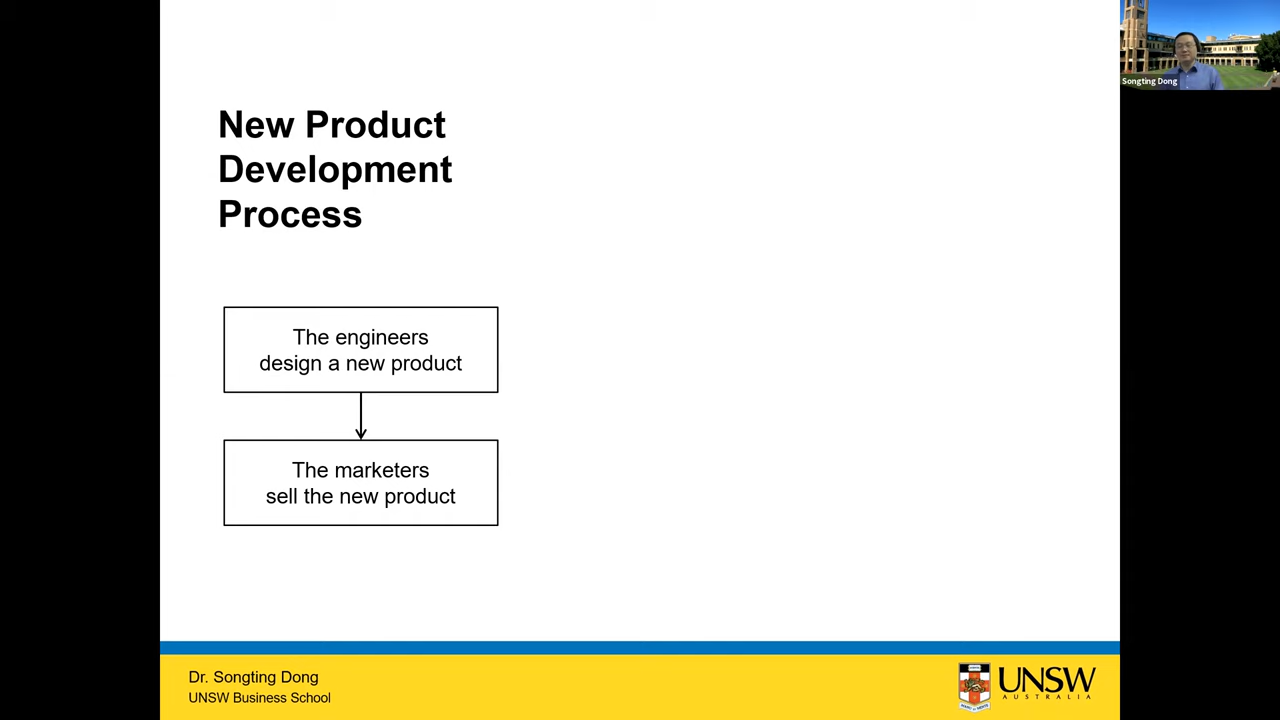 New Product
Development
Process
The engineers
design a new product
The marketers
sell the new product
Dr. Songting Dong
UNSW Business School
UNSW
AUSTRALIA
Songting Dong